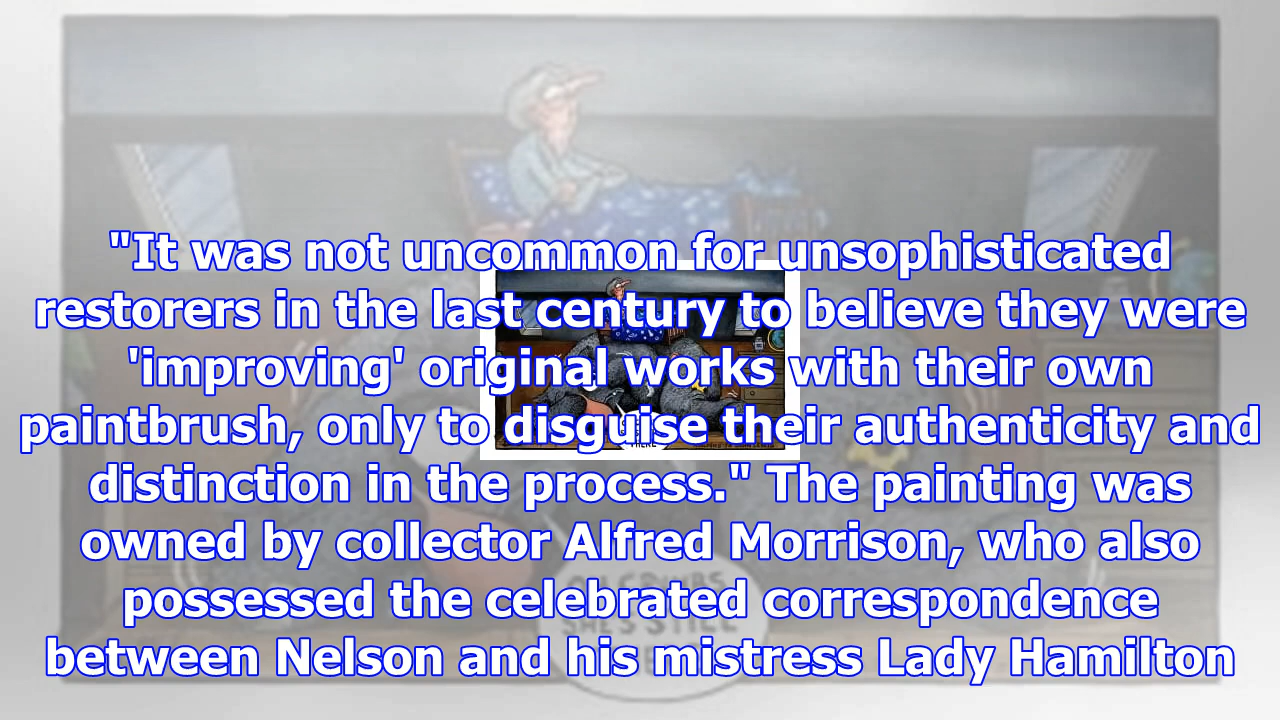 "It was not uncommon for unsophisticated
restorers in the last century to believe they were
'improving' original works with their own
paintbrush, only to disguise their authenticity and
distinction in the process." The painting was
owned by collector Alfred Morrison, who also
possessed the celebrated correspondence
between Nelson and his mistress Lady Hamilton